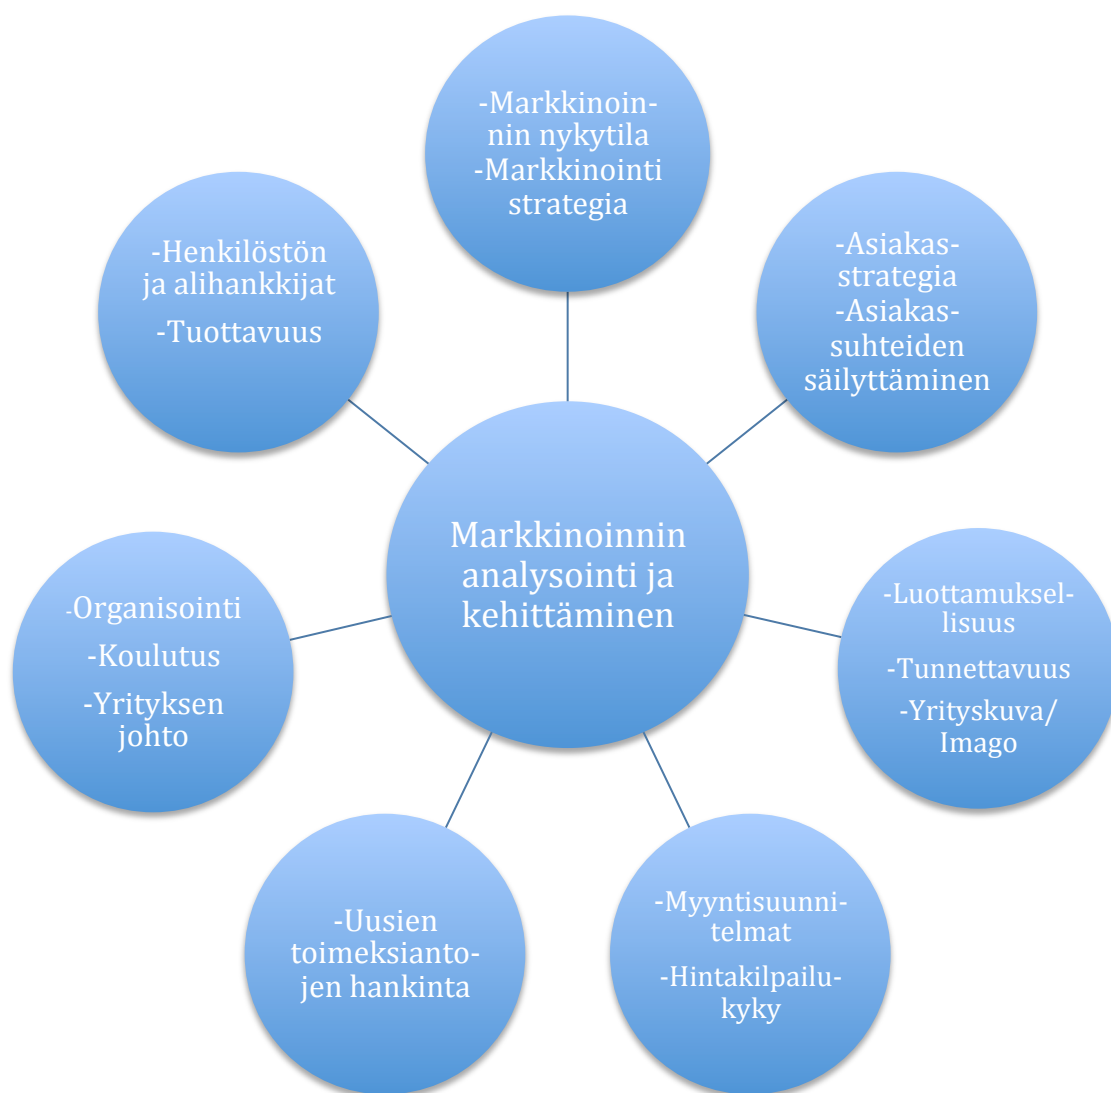 -Markkinoin-
nin nykytila
-Markkinointi
strategia
-Asiakas-
strategia
-Asiakas-
suhteiden
säilyttäminen
-Luottamuksel-
lisuus
-Tunnettavuus
-Yrityskuva/
Imago
-Myyntisuunni-
telmat
-Hintakilpailu-
kyky
-Uusien
toimeksianto-
jen hankinta
-Organisointi
-Koulutus
-Yrityksen
johto
-Henkilöstön
ja alihankkijat
-Tuottavuus
Markkinoinnin
analysointi ja
kehittäminen